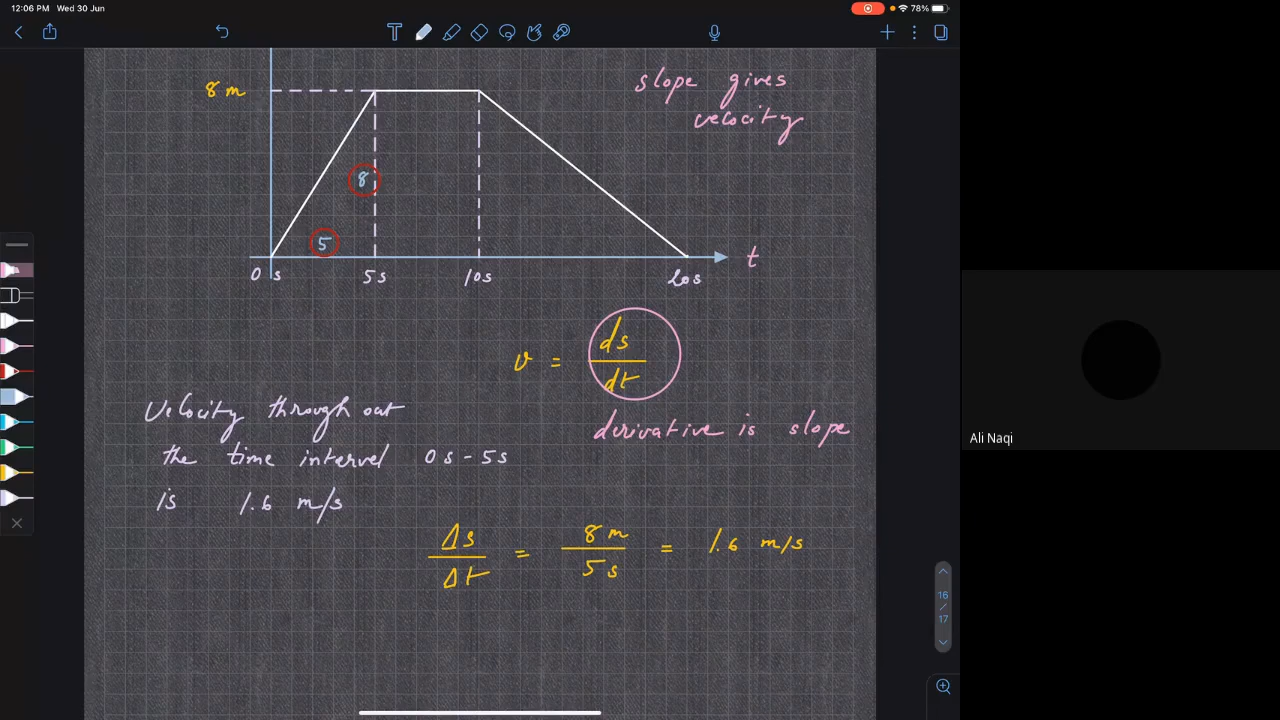 12:06 PM Wed 30 Jun
78%
T
slope gives
velocity
8 m
8
5
0 s
5 s
10s
20s
t
v = ds/dt
derivative is slope
Velocity through out
the time interval 0 s - 5 s
is 1.6 m/s
Δs/Δt = 8 m/5 s = 1.6 m/s
16
/
17
Ali Naqi